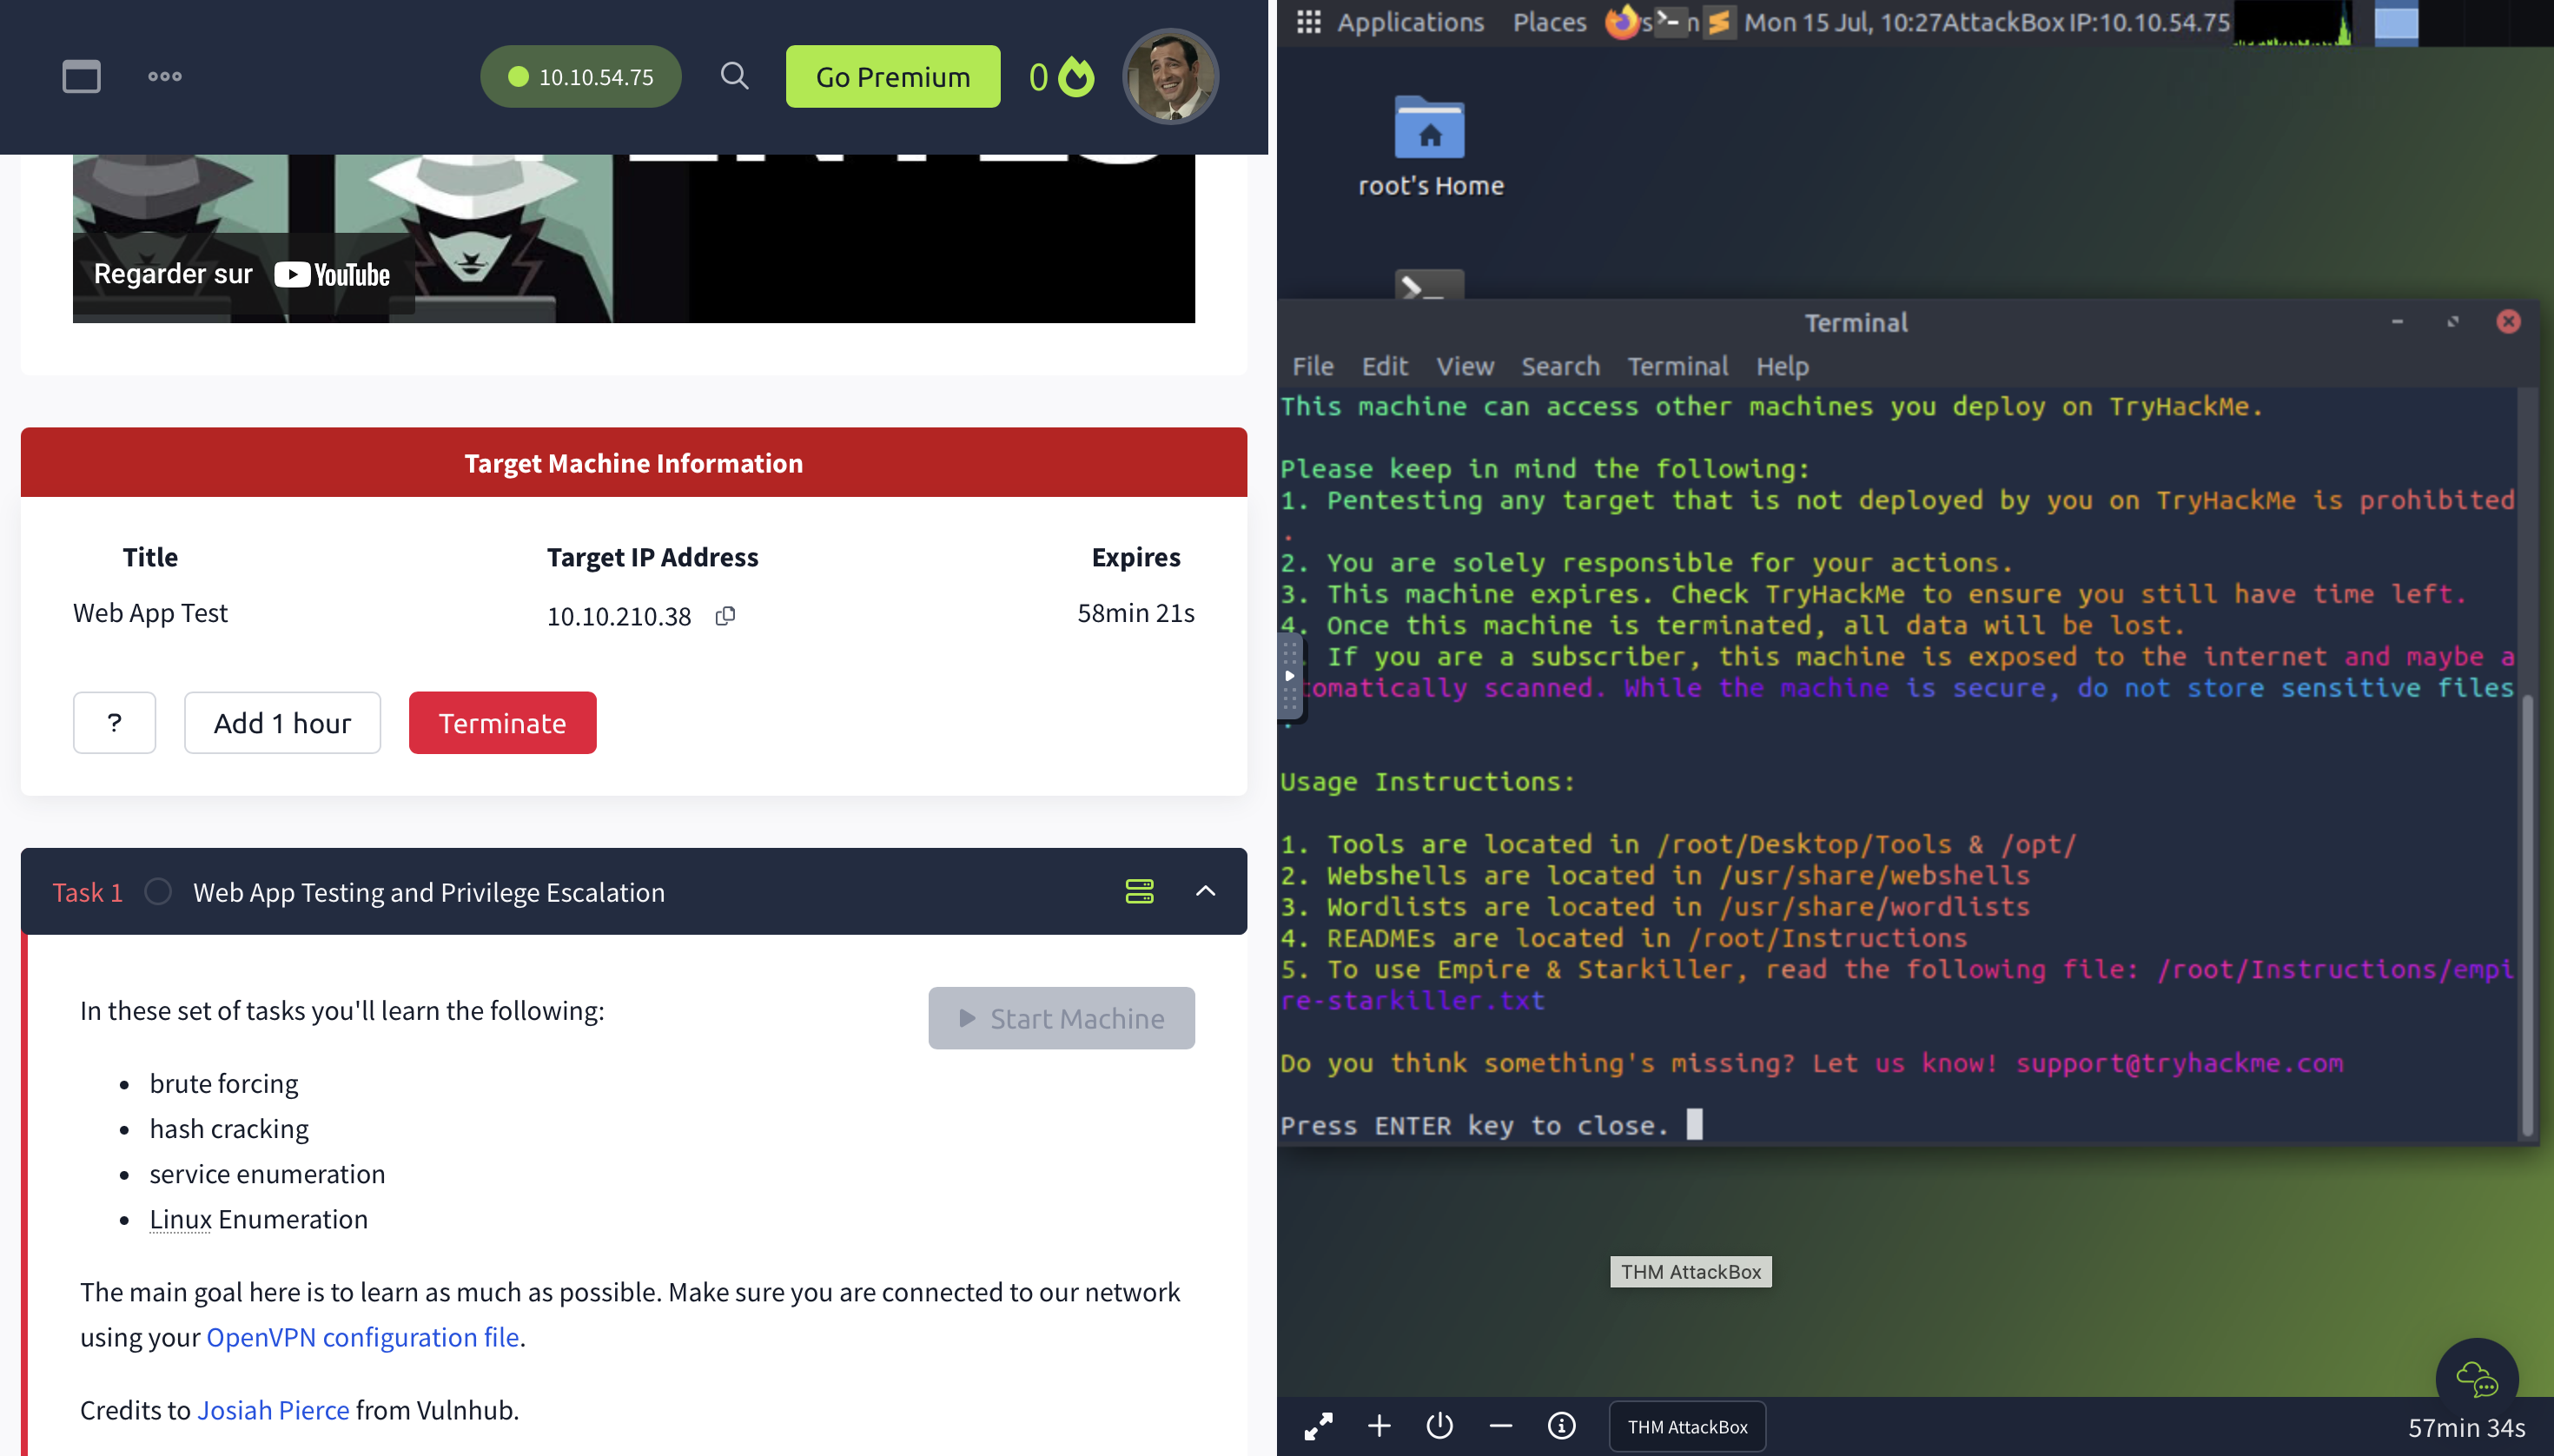 10.10.54.75
Go Premium
0
Regarder sur YouTube
Target Machine Information
Title Target IP Address Expires
Web App Test 10.10.210.38 58min 21s
? Add 1 hour Terminate
Task 1 Web App Testing and Privilege Escalation
In these set of tasks you'll learn the following:
Start Machine
• brute forcing
• hash cracking
• service enumeration
• Linux Enumeration
The main goal here is to learn as much as possible. Make sure you are connected to our network
using your OpenVPN configuration file.
Credits to Josiah Pierce from Vulnhub.
Applications Places Mon 15 Jul, 10:27 AttackBox IP:10.10.54.75
root's Home
Terminal
File Edit View Search Terminal Help
This machine can access other machines you deploy on TryHackMe.
Please keep in mind the following:
1. Pentesting any target that is not deployed by you on TryHackMe is prohibited
.
2. You are solely responsible for your actions.
3. This machine expires. Check TryHackMe to ensure you still have time left.
4. Once this machine is terminated, all data will be lost.
If you are a subscriber, this machine is exposed to the internet and maybe a
tomatically scanned. While the machine is secure, do not store sensitive files
.
Usage Instructions:
1. Tools are located in /root/Desktop/Tools & /opt/
2. Webshells are located in /usr/share/webshells
3. Wordlists are located in /usr/share/wordlists
4. READMEs are located in /root/Instructions
5. To use Empire & Starkiller, read the following file: /root/Instructions/empi
re-starkiller.txt
Do you think something's missing? Let us know! support@tryhackme.com
Press ENTER key to close.
THM AttackBox
THM AttackBox
57min 34s